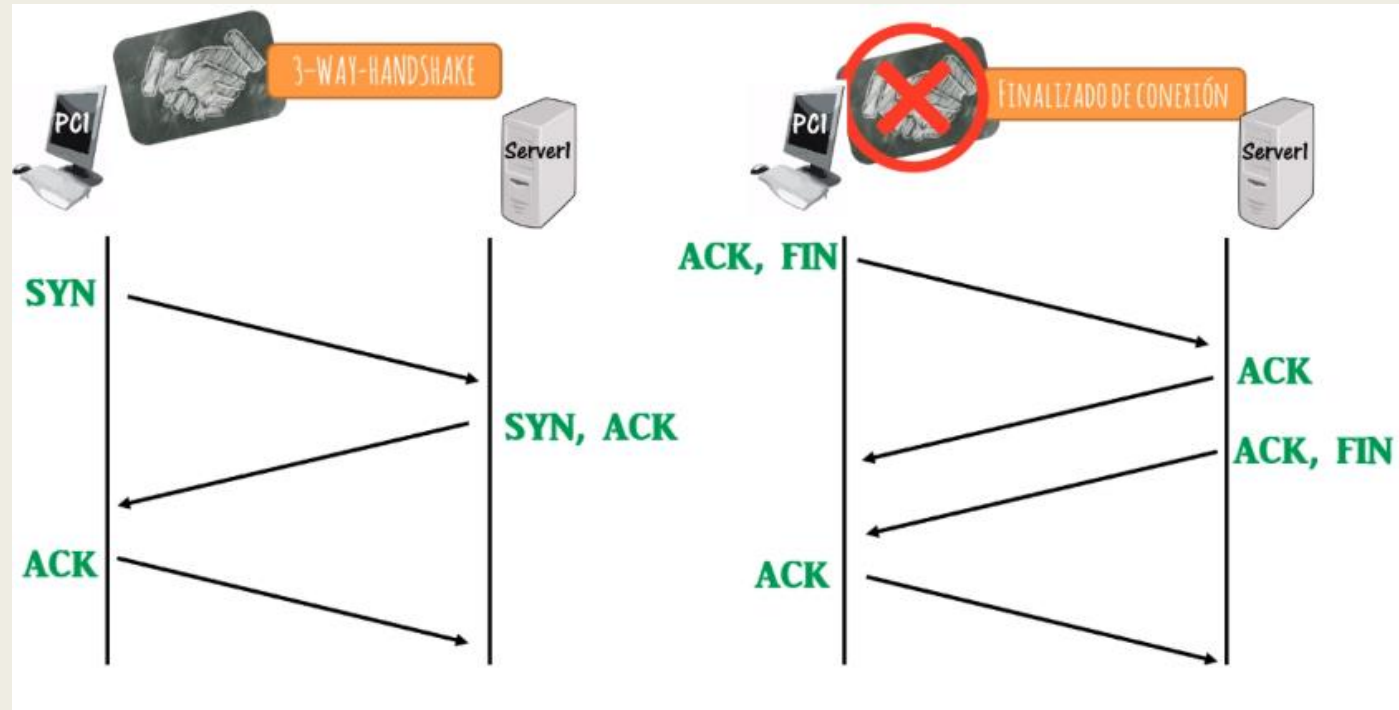 3-WAY-HANDSHAKE
PC1
Server1
SYN
SYN, ACK
ACK
FINALIZADO DE CONEXIÓN
PC1
Server1
ACK, FIN
ACK
ACK, FIN
ACK